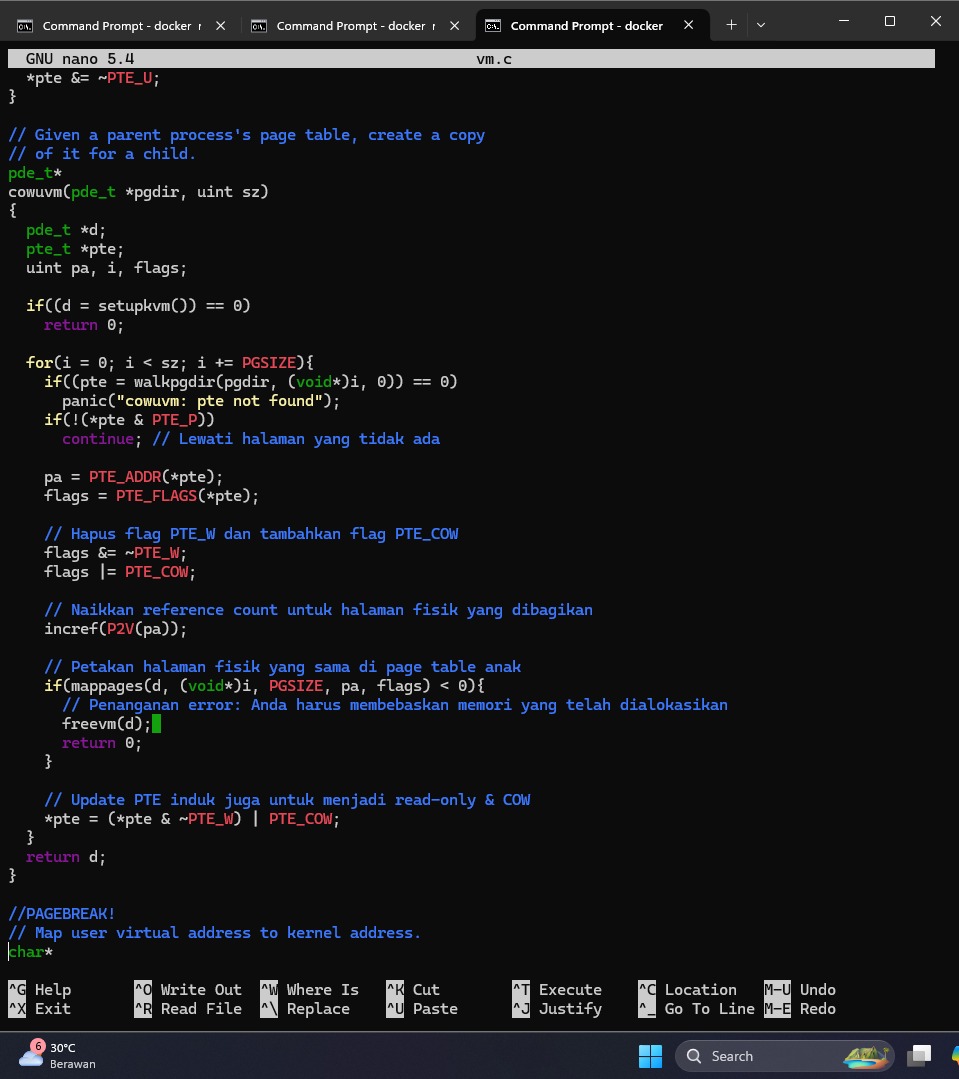 Command Prompt - docker r
Command Prompt - docker r
Command Prompt - docker
GNU nano 5.4 vm.c
*pte &= ~PTE_U;
}
// Given a parent process's page table, create a copy
// of it for a child.
pde_t*
cowuvm(pde_t *pgdir, uint sz)
{
pde_t *d;
pte_t *pte;
uint pa, i, flags;
if((d = setupkvm()) == 0)
return 0;
for(i = 0; i < sz; i += PGSIZE){
if((pte = walkpgdir(pgdir, (void*)i, 0)) == 0)
panic("cowuvm: pte not found");
if(!(*pte & PTE_P))
continue; // Lewati halaman yang tidak ada
pa = PTE_ADDR(*pte);
flags = PTE_FLAGS(*pte);
// Hapus flag PTE_W dan tambahkan flag PTE_COW
flags &= ~PTE_W;
flags |= PTE_COW;
// Naikkan reference count untuk halaman fisik yang dibagikan
incref(P2V(pa));
// Petakan halaman fisik yang sama di page table anak
if(mappages(d, (void*)i, PGSIZE, pa, flags) < 0){
// Penanganan error: Anda harus membebaskan memori yang telah dialokasikan
freevm(d);
return 0;
}
// Update PTE induk juga untuk menjadi read-only & COW
*pte = (*pte & ~PTE_W) | PTE_COW;
}
return d;
}
//PAGEBREAK!
// Map user virtual address to kernel address.
char*
^G Help ^O Write Out ^W Where Is ^K Cut ^T Execute ^C Location M-U Undo
^X Exit ^R Read File ^\ Replace ^U Paste ^J Justify ^_ Go To Line M-E Redo
6
30°C
Berawan
Search